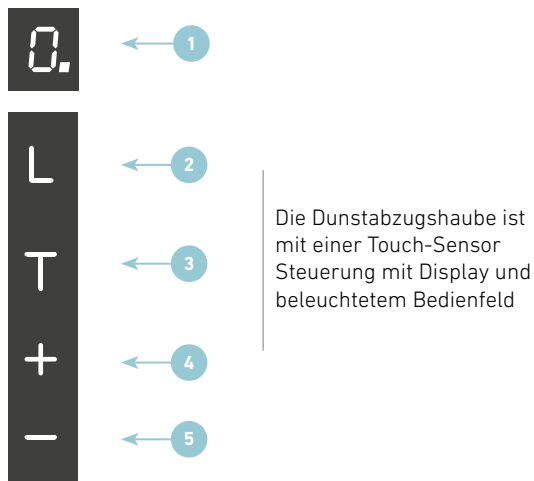 0.
1
L
2
T
3
+
4
−
5
Die Dunstabzugshaube ist
mit einer Touch-Sensor
Steuerung mit Display und
beleuchtetem Bedienfeld